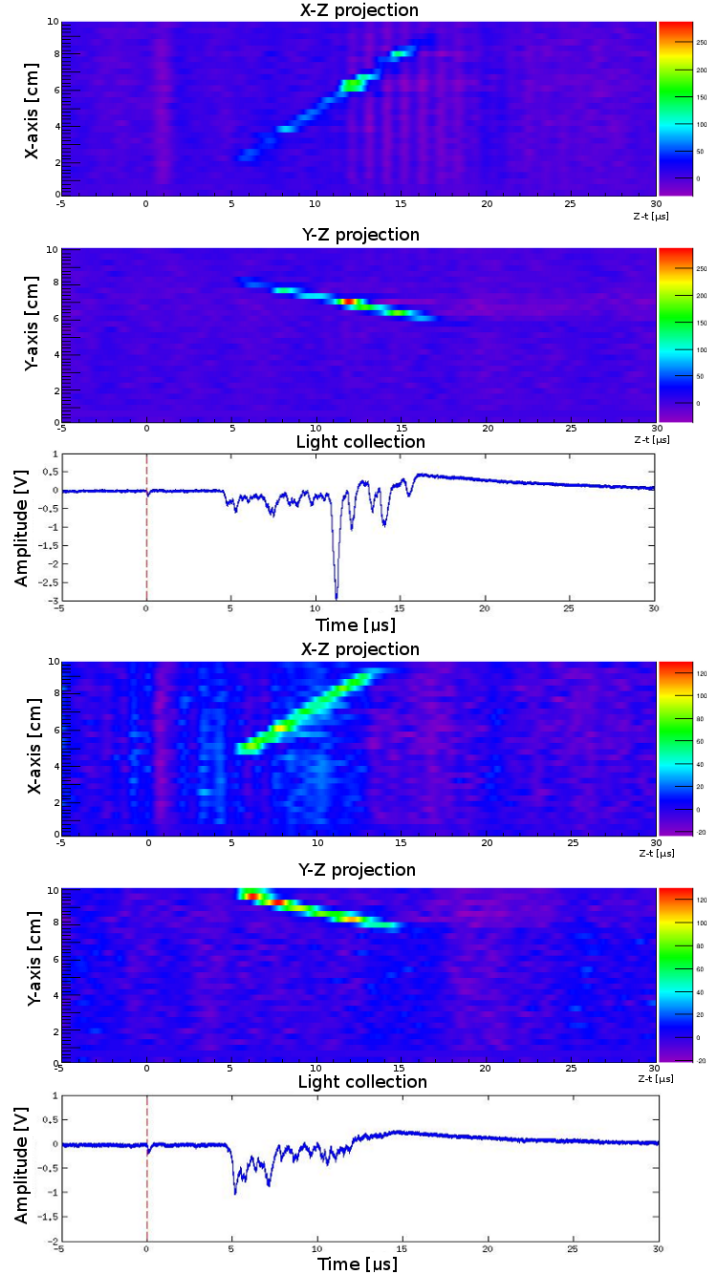 X-Z projection
X-axis [cm]
10
8
6
4
2
0
-5 0 5 10 15 20 25 30
Z-t [µs]
250
200
150
100
50
0
Y-Z projection
Y-axis [cm]
10
8
6
4
2
0
-5 0 5 10 15 20 25 30
Z-t [µs]
250
200
150
100
50
0
Light collection
Amplitude [V]
1
0.5
0
-0.5
-1
-1.5
-2
-2.5
-3
-5 0 5 10 15 20 25 30
Time [µs]
X-Z projection
X-axis [cm]
10
8
6
4
2
0
-5 0 5 10 15 20 25 30
Z-t [µs]
120
100
80
60
40
20
0
-20
Y-Z projection
Y-axis [cm]
10
8
6
4
2
0
-5 0 5 10 15 20 25 30
Z-t [µs]
120
100
80
60
40
20
0
-20
Light collection
Amplitude [V]
1
0.5
0
-0.5
-1
-1.5
-2
-5 0 5 10 15 20 25 30
Time [µs]